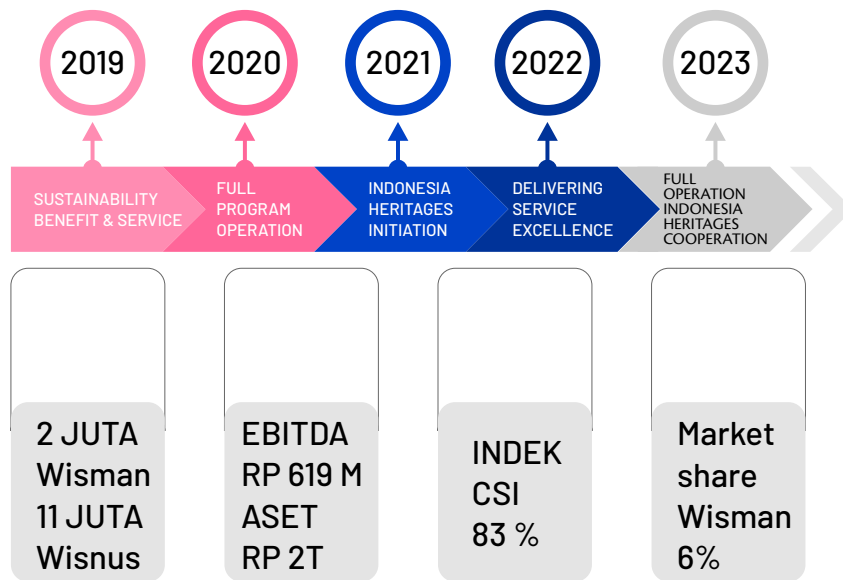 2019
2020
2021
2022
2023
SUSTAINABILITY
BENEFIT & SERVICE
FULL
PROGRAM
OPERATION
INDONESIA
HERITAGES
INITIATION
DELIVERING
SERVICE
EXCELLENCE
FULL
OPERATION
INDONESIA
HERITAGES
COOPERATION
2 JUTA
Wisman
11 JUTA
Wisnus
EBITDA
RP 619 M
ASET
RP 2T
INDEK
CSI
83 %
Market
share
Wisman
6%